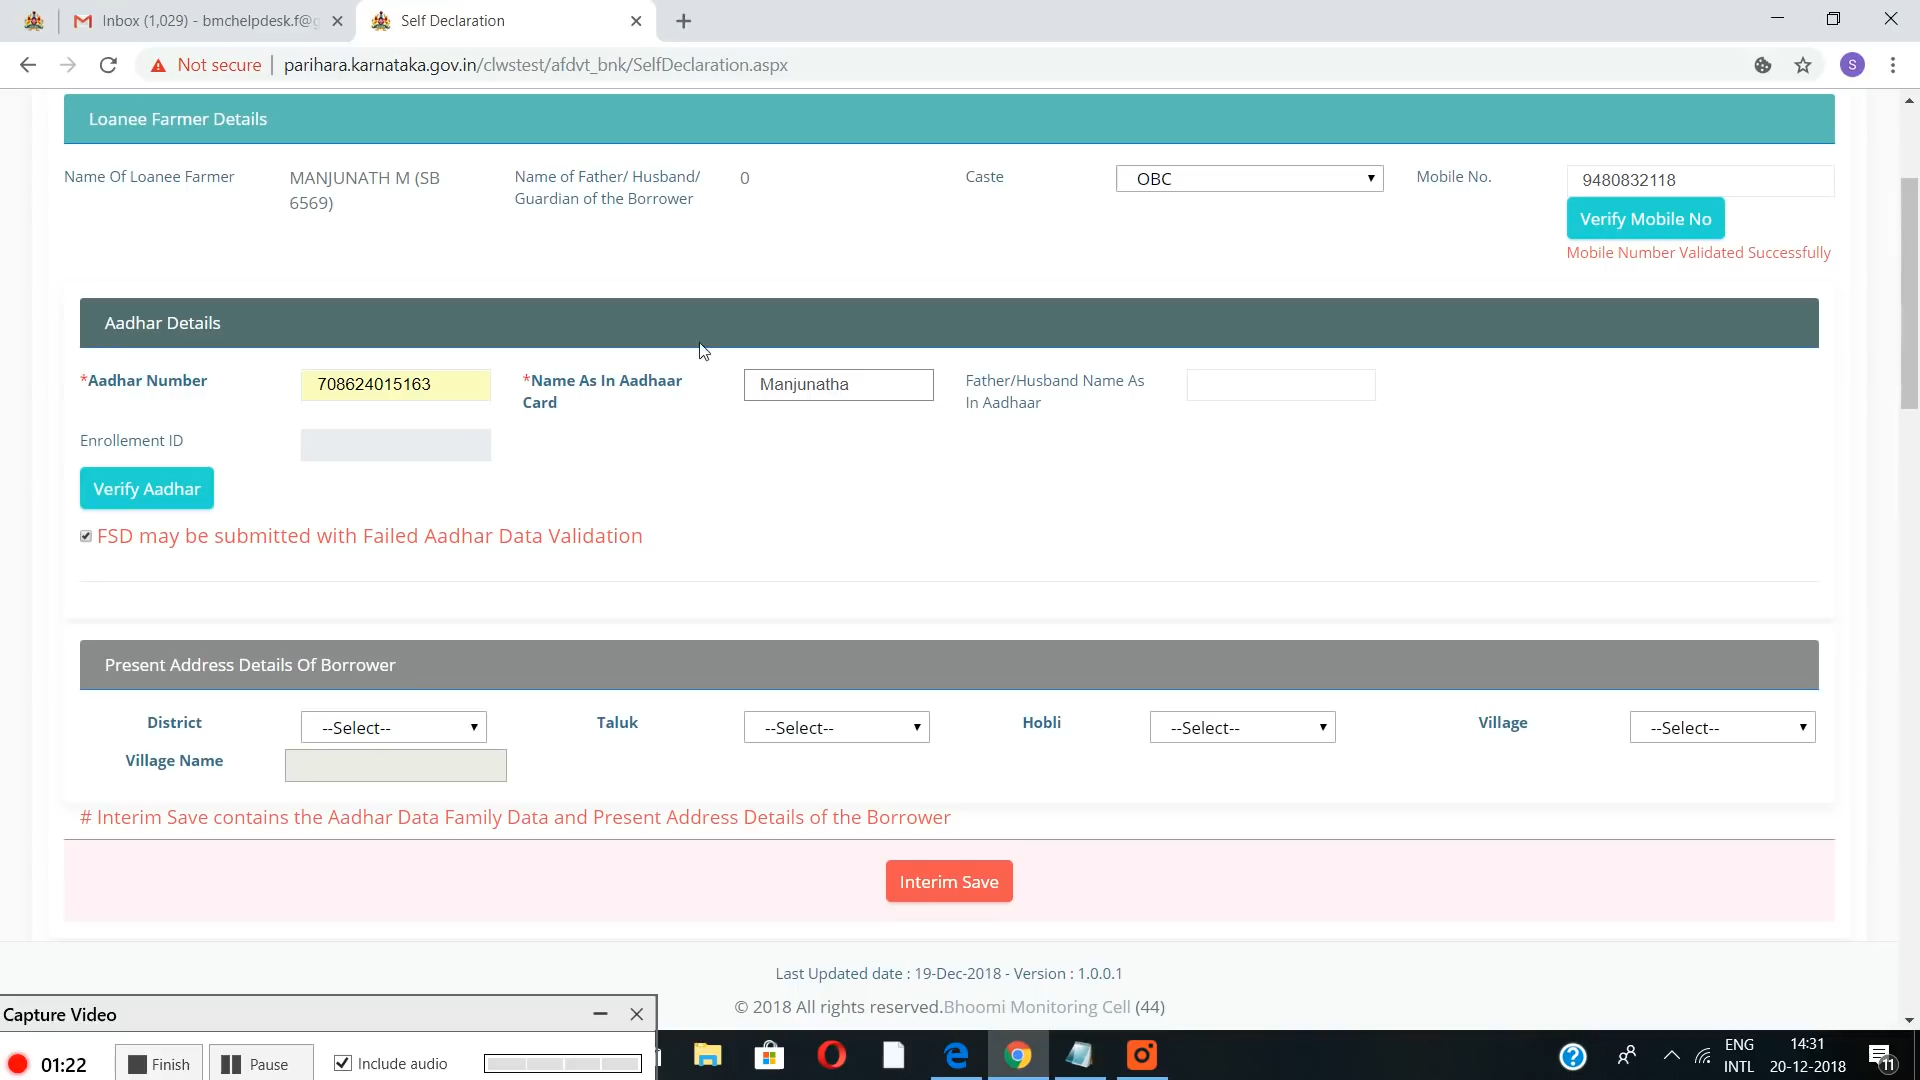 Inbox (1,029) - bmchelpdesk.f@g
Self Declaration
Not secure | parihara.karnataka.gov.in/clwstest/afdvt_bnk/SelfDeclaration.aspx
S
Loanee Farmer Details
Name Of Loanee Farmer
MANJUNATH M (SB
6569)
Name of Father/ Husband/
Guardian of the Borrower
0
Caste
OBC
Mobile No.
9480832118
Verify Mobile No
Mobile Number Validated Successfully
Aadhar Details
*Aadhar Number
708624015163
*Name As In Aadhaar
Card
Manjunatha
Father/Husband Name As
In Aadhaar
Enrollement ID
Verify Aadhar
FSD may be submitted with Failed Aadhar Data Validation
Present Address Details Of Borrower
District
--Select--
Taluk
--Select--
Hobli
--Select--
Village
--Select--
Village Name
# Interim Save contains the Aadhar Data Family Data and Present Address Details of the Borrower
Interim Save
Last Updated date : 19-Dec-2018 - Version : 1.0.0.1
© 2018 All rights reserved.Bhoomi Monitoring Cell (44)
Capture Video
01:22
Finish
Pause
Include audio
ENG
INTL
14:31
20-12-2018
11